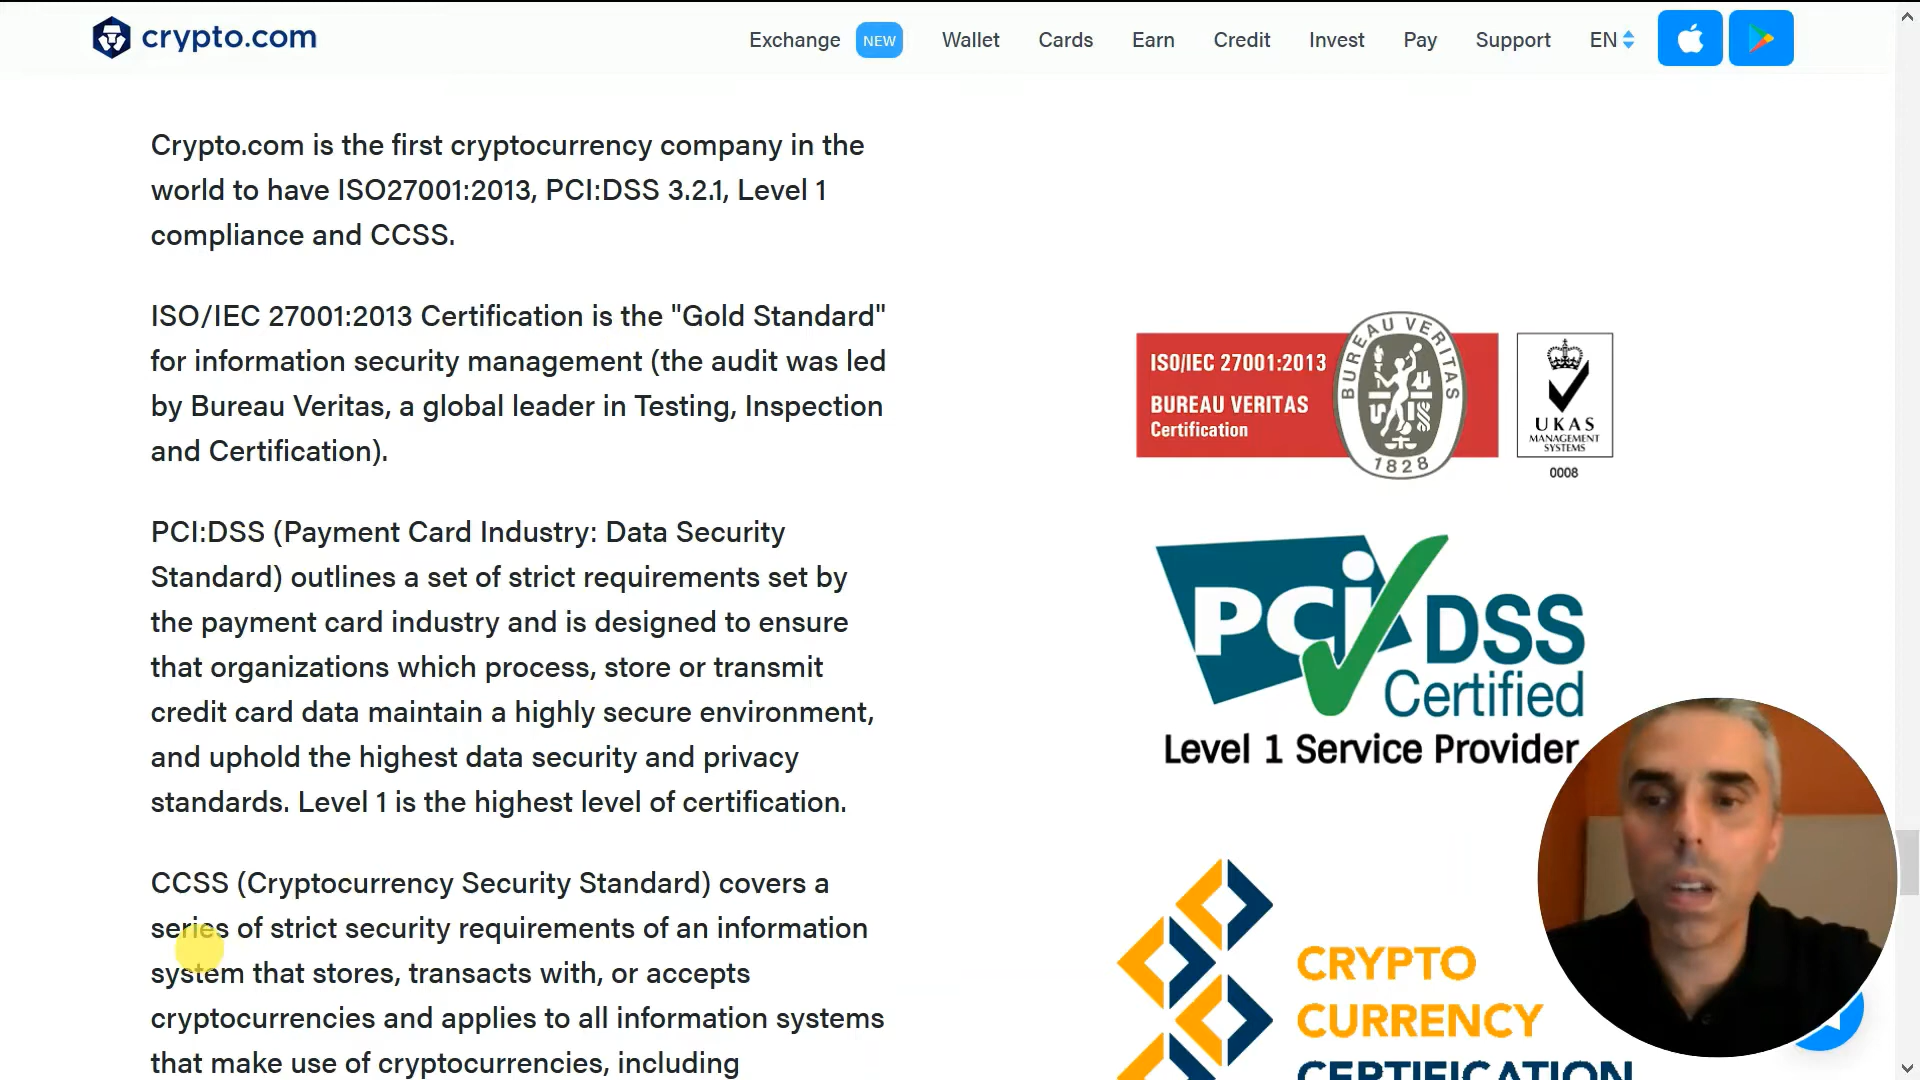 crypto.com
Exchange NEW Wallet Cards Earn Credit Invest Pay Support EN
Crypto.com is the first cryptocurrency company in the
world to have ISO27001:2013, PCI:DSS 3.2.1, Level 1
compliance and CCSS.
ISO/IEC 27001:2013 Certification is the "Gold Standard"
for information security management (the audit was led
by Bureau Veritas, a global leader in Testing, Inspection
and Certification).
PCI:DSS (Payment Card Industry: Data Security
Standard) outlines a set of strict requirements set by
the payment card industry and is designed to ensure
that organizations which process, store or transmit
credit card data maintain a highly secure environment,
and uphold the highest data security and privacy
standards. Level 1 is the highest level of certification.
CCSS (Cryptocurrency Security Standard) covers a
series of strict security requirements of an information
system that stores, transacts with, or accepts
cryptocurrencies and applies to all information systems
that make use of cryptocurrencies, including
ISO/IEC 27001:2013
BUREAU VERITAS
Certification
BUREAU VERITAS
1828
UKAS
MANAGEMENT
SYSTEMS
0008
PCi DSS
Certified
Level 1 Service Provider
CRYPTO
CURRENCY
CERTIFICATION